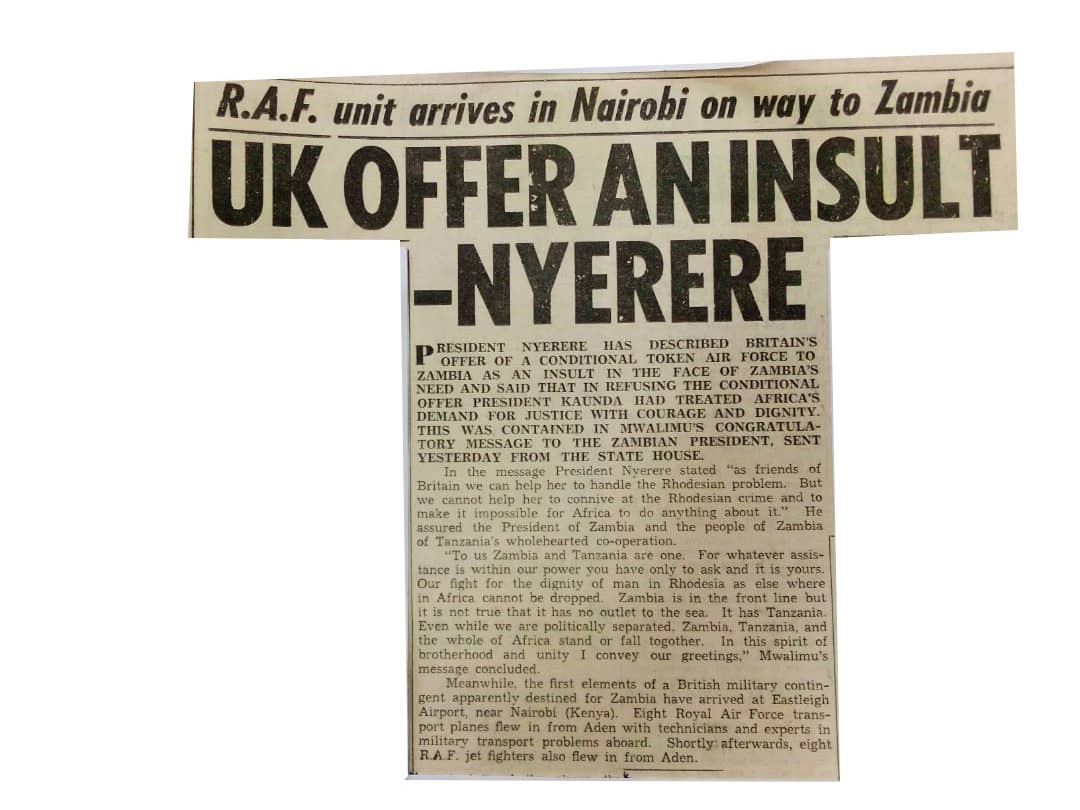 R.A.F. unit arrives in Nairobi on way to Zambia
UK OFFER AN INSULT
—NYERERE
PRESIDENT NYERERE HAS DESCRIBED BRITAIN'S
OFFER OF A CONDITIONAL TOKEN AIR FORCE TO
ZAMBIA AS AN INSULT IN THE FACE OF ZAMBIA'S
NEED AND SAID THAT IN REFUSING THE CONDITIONAL
OFFER PRESIDENT KAUNDA HAD TREATED AFRICA'S
DEMAND FOR JUSTICE WITH COURAGE AND DIGNITY.
THIS WAS CONTAINED IN MWALIMU'S CONGRATULA-
TORY MESSAGE TO THE ZAMBIAN PRESIDENT, SENT
YESTERDAY FROM THE STATE HOUSE.
In the message President Nyerere stated "as friends of
Britain we can help her to handle the Rhodesian problem. But
we cannot help her to connive at the Rhodesian crime and to
make it impossible for Africa to do anything about it." He
assured the President of Zambia and the people of Zambia
of Tanzania's wholehearted co-operation.
"To us Zambia and Tanzania are one. For whatever assis-
tance is within our power you have only to ask and it is yours.
Our fight for the dignity of man in Rhodesia as else where
in Africa cannot be dropped. Zambia is in the front line but
it is not true that it has no outlet to the sea. It has Tanzania.
Even while we are politically separated, Zambia, Tanzania, and
the whole of Africa stand or fall togother. In this spirit of
brotherhood and unity I convey our greetings," Mwalimu's
message concluded.
Meanwhile, the first elements of a British military contin-
gent apparently destined for Zambia have arrived at Eastleigh
Airport, near Nairobi (Kenya). Eight Royal Air Force trans-
port planes flew in from Aden with technicians and experts in
military transport problems aboard. Shortly afterwards, eight
R.A.F. jet fighters also flew in from Aden.